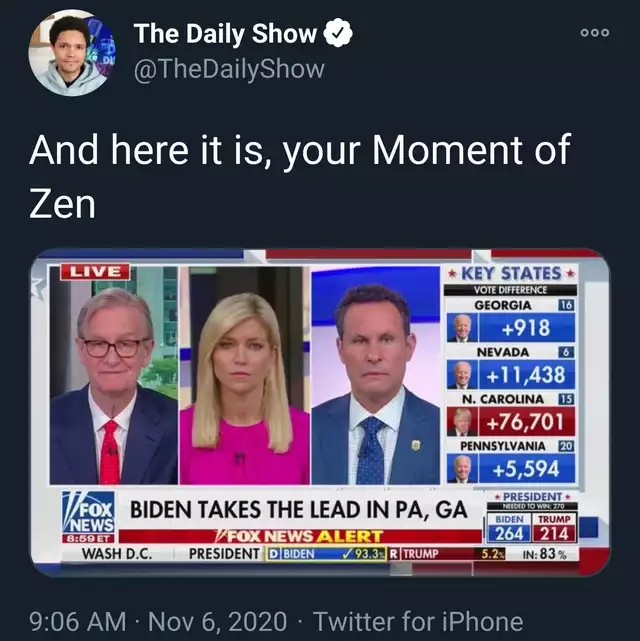 The Daily Show
@TheDailyShow
And here it is, your Moment of
Zen
LIVE
KEY STATES
VOTE DIFFERENCE
GEORGIA 16
+918
NEVADA 6
+11,438
N. CAROLINA 15
+76,701
PENNSYLVANIA 20
+5,594
FOX
NEWS
8:59 ET
BIDEN TAKES THE LEAD IN PA, GA
FOX NEWS ALERT
PRESIDENT
NEEDED TO WIN: 270
BIDEN TRUMP
264 214
WASH D.C. PRESIDENT D BIDEN ✓93.3% R TRUMP 5.2% IN: 83%
9:06 AM · Nov 6, 2020 · Twitter for iPhone